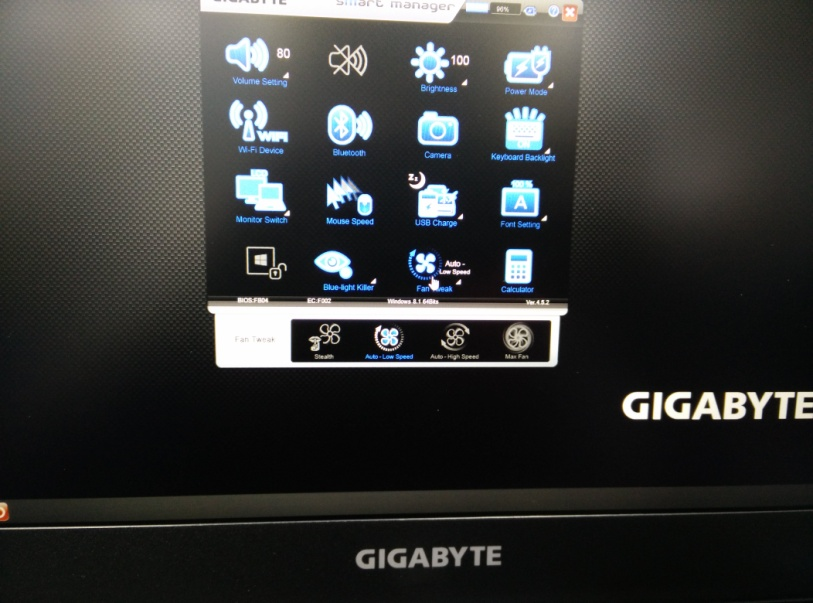 GIGABYTE smart manager 96%
80 100
Volume Setting Brightness Power Mode
WiFi Off
Wi-Fi Device Bluetooth Camera Keyboard Backlight
zz 100 % A
Monitor Switch Mouse Speed USB Charge Font Setting
Auto -
Low Speed
Blue-light Killer Fan Tweak Calculator
BIOS:FB04 EC:F002 Windows 8.1 64Bits Ver.4.5.2
Fan Tweak Stealth Auto - Low Speed Auto - High Speed Max Fan
GIGABYTE
GIGABYTE